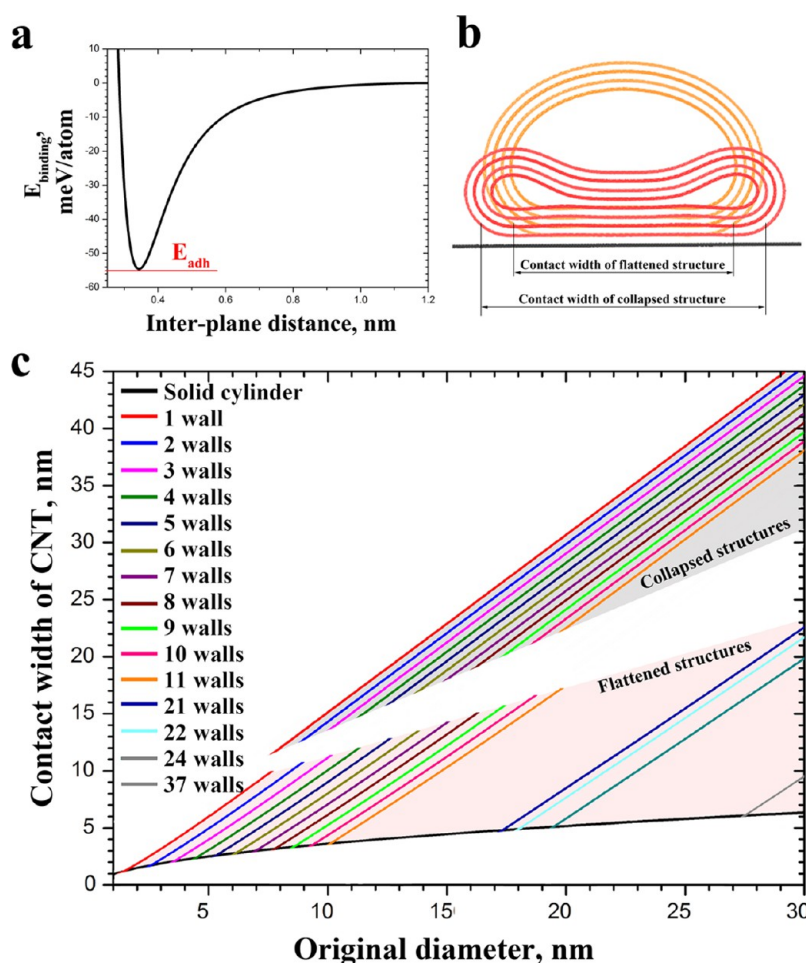 a
10
0
-10
-20
-30
-40
-50
-60
E_binding,
meV/atom
E_adh
0.4
0.6
0.8
1.0
1.2
Inter-plane distance, nm
b
Contact width of flattened structure
Contact width of collapsed structure
c
45
40
35
30
25
20
15
10
5
0
Contact width of CNT, nm
Solid cylinder
1 wall
2 walls
3 walls
4 walls
5 walls
6 walls
7 walls
8 walls
9 walls
10 walls
11 walls
21 walls
22 walls
24 walls
37 walls
Collapsed structures
Flattened structures
5
10
15
20
25
30
Original diameter, nm